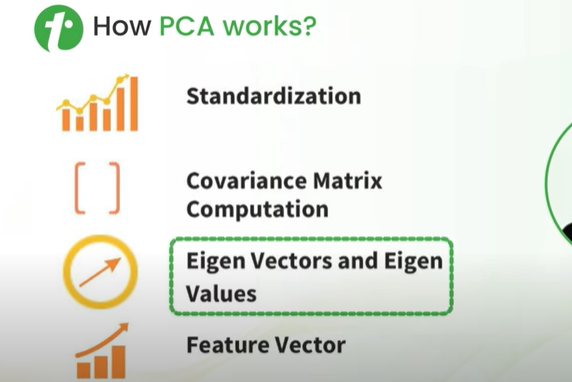 How PCA works?
Standardization
Covariance Matrix
Computation
Eigen Vectors and Eigen
Values
Feature Vector